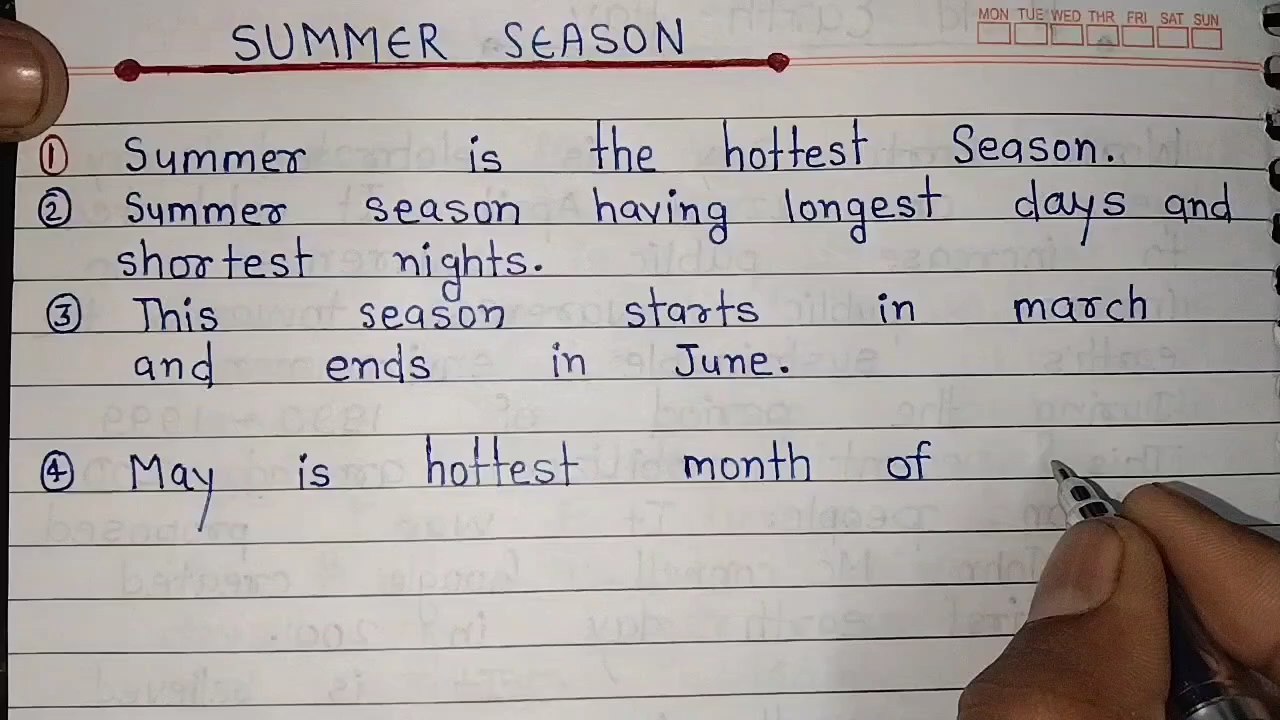 SUMMER SEASON
MON TUE WED THR FRI SAT SUN
① Summer is the hottest Season.
② Summer season having longest days and
shortest nights.
③ This season starts in march
and ends in June.
④ May is hottest month of